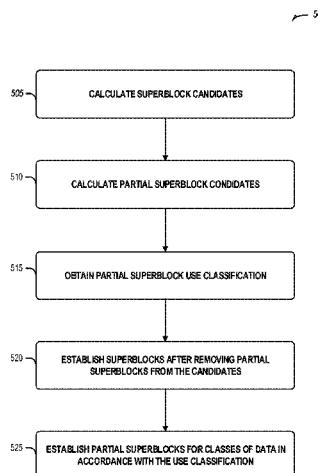 5
505
CALCULATE SUPERBLOCK CANDIDATES
510
CALCULATE PARTIAL SUPERBLOCK CONDIDATES
515
OBTAIN PARTIAL SUPERBLOCK USE CLASSIFICATION
520
ESTABLISH SUPERBLOCKS AFTER REMOVING PARTIAL
SUPERBLOCKS FROM THE CANDIDATES
525
ESTABLISH PARTIAL SUPERBLOCKS FOR CLASSES OF DATA IN
ACCORDANCE WITH THE USE CLASSIFICATION